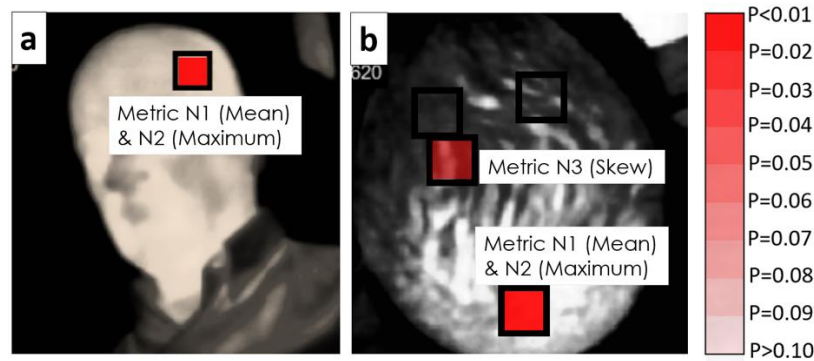 a
Metric N1 (Mean)
& N2 (Maximum)
b
620
Metric N3 (Skew)
Metric N1 (Mean)
& N2 (Maximum)
P<0.01
P=0.02
P=0.03
P=0.04
P=0.05
P=0.06
P=0.07
P=0.08
P=0.09
P>0.10